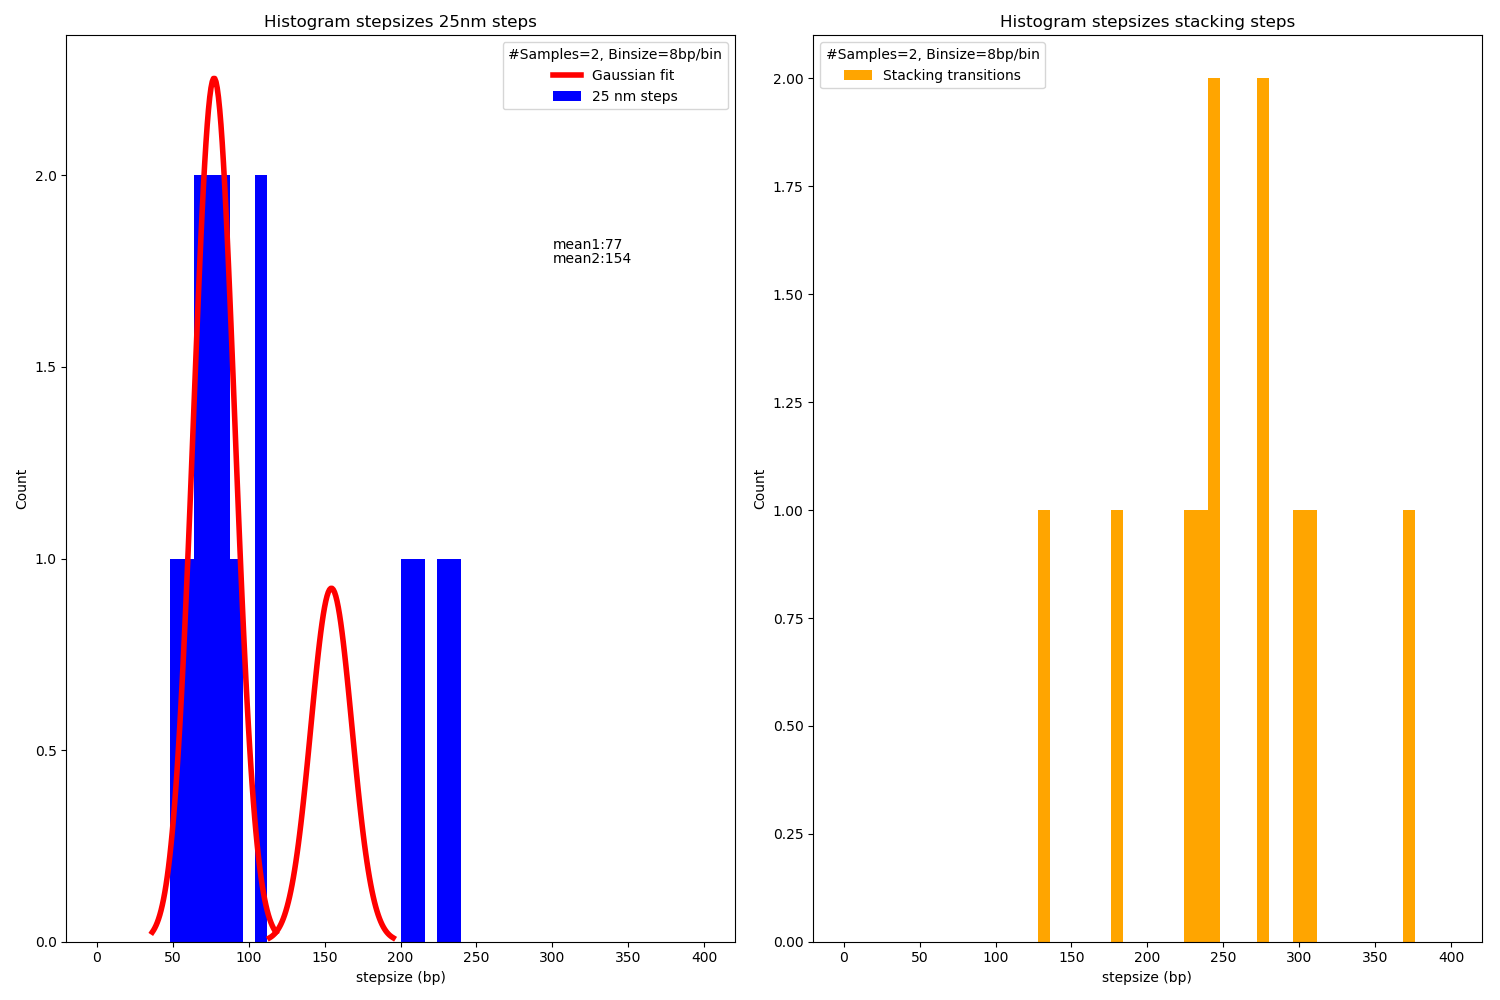 Histogram stepsizes 25nm steps
#Samples=2, Binsize=8bp/bin
Gaussian fit
25 nm steps
mean1:77
mean2:154
Count
2.0
1.5
1.0
0.5
0.0
0 50 100 150 200 250 300 350 400
stepsize (bp)
Histogram stepsizes stacking steps
#Samples=2, Binsize=8bp/bin
Stacking transitions
Count
2.00
1.75
1.50
1.25
1.00
0.75
0.50
0.25
0.00
0 50 100 150 200 250 300 350 400
stepsize (bp)